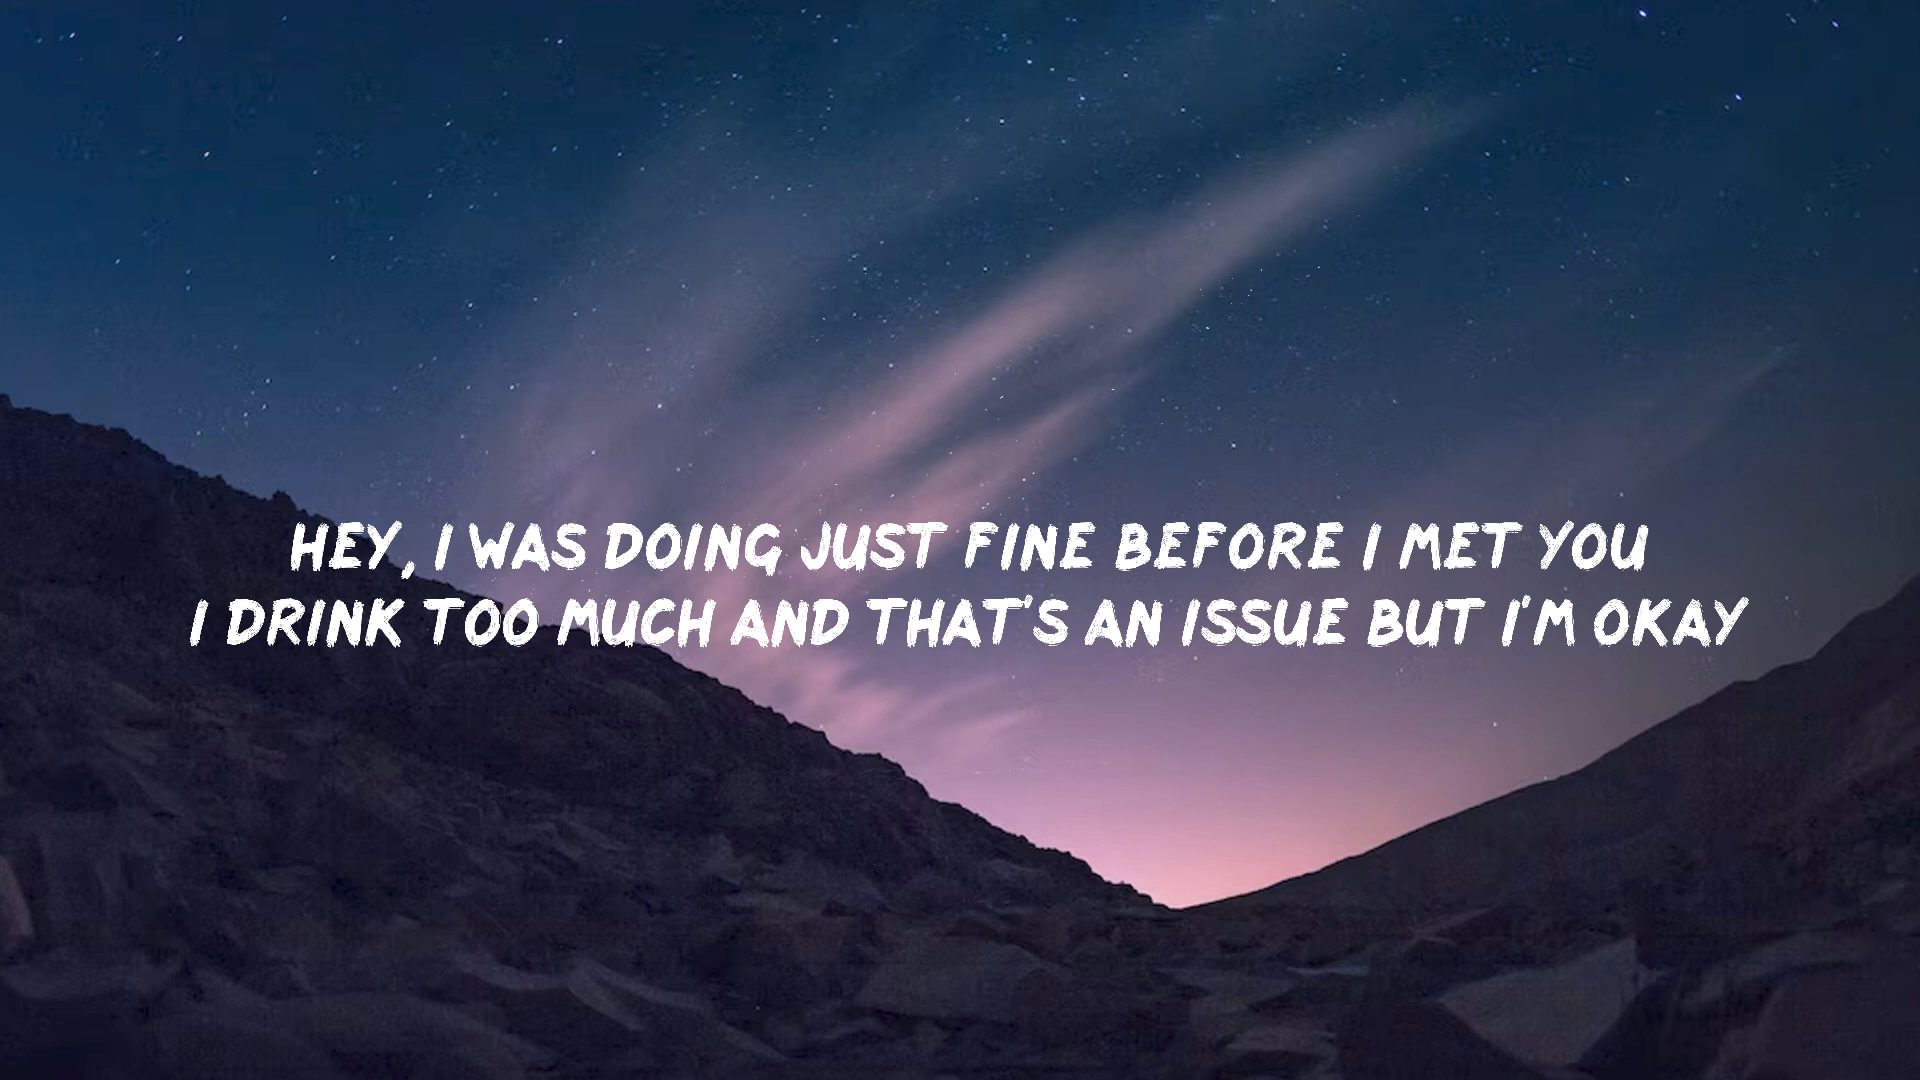 HEY, I WAS DOING JUST FINE BEFORE I MET YOU
I DRINK TOO MUCH AND THAT'S AN ISSUE BUT I'M OKAY